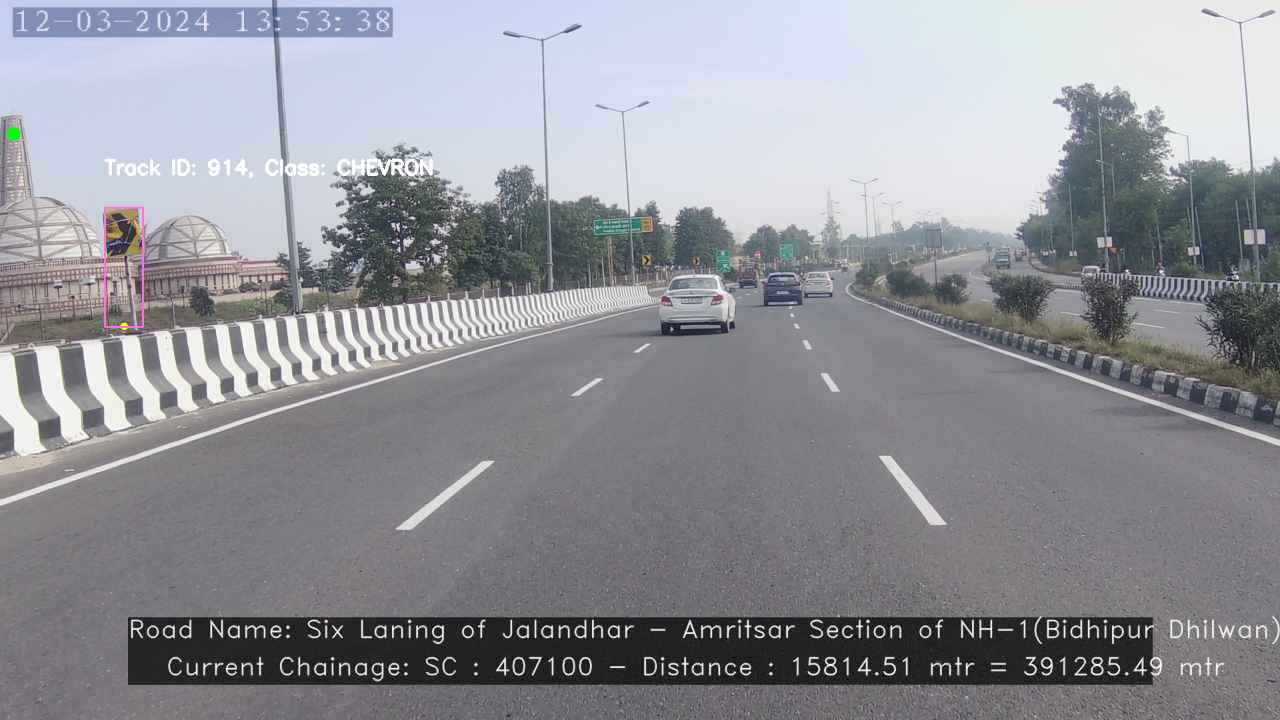 12-03-2024 13:53:38
Track ID: 914, Class: CHEVRON
Road Name: Six Laning of Jalandhar - Amritsar Section of NH-1(Bidhipur Dhilwan)
Current Chainage: SC : 407100 - Distance : 15814.51 mtr = 391285.49 mtr